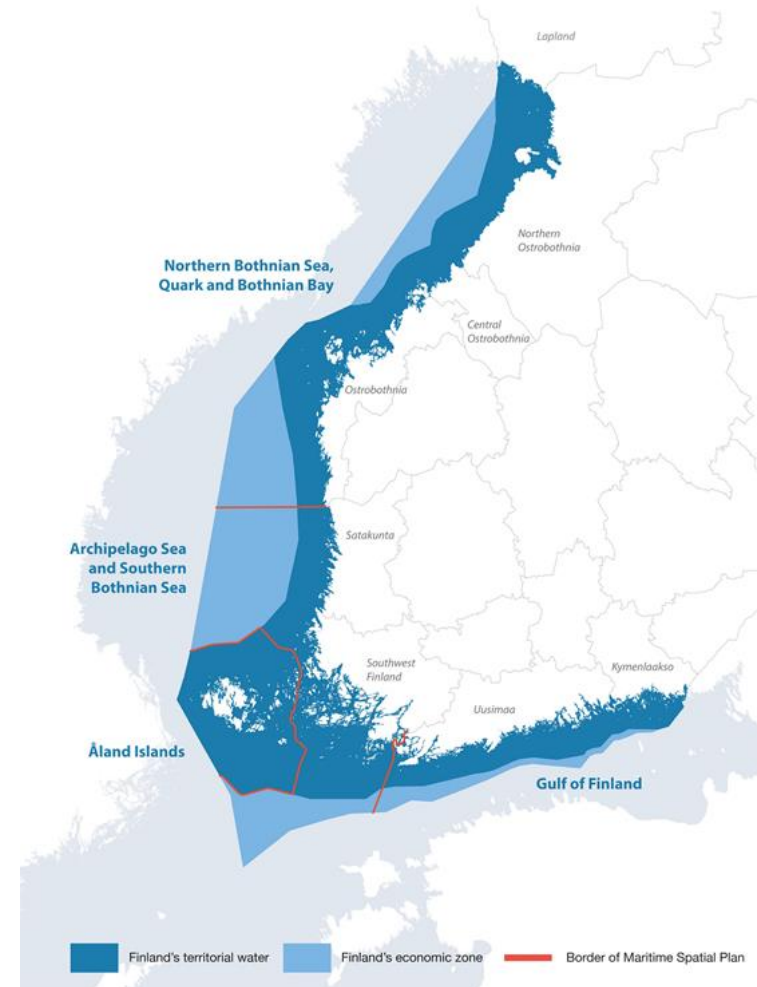 Lapland
Northern
Ostrobothnia
Northern Bothnian Sea,
Quark and Bothnian Bay
Central
Ostrobothnia
Ostrobothnia
Satakunta
Archipelago Sea
and Southern
Bothnian Sea
Southwest
Finland
Kymenlaakso
Uusimaa
Åland Islands
Gulf of Finland
Finland's territorial water
Finland's economic zone
Border of Maritime Spatial Plan